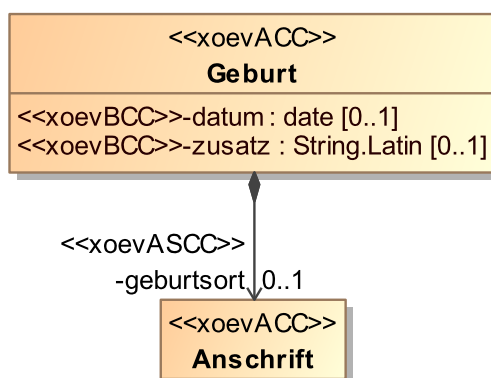 <<xoevACC>>
Geburt
<<xoevBCC>>-datum : date [0..1]
<<xoevBCC>>-zusatz : String.Latin [0..1]
<<xoevASCC>>
-geburtsort 0..1
<<xoevACC>>
Anschrift